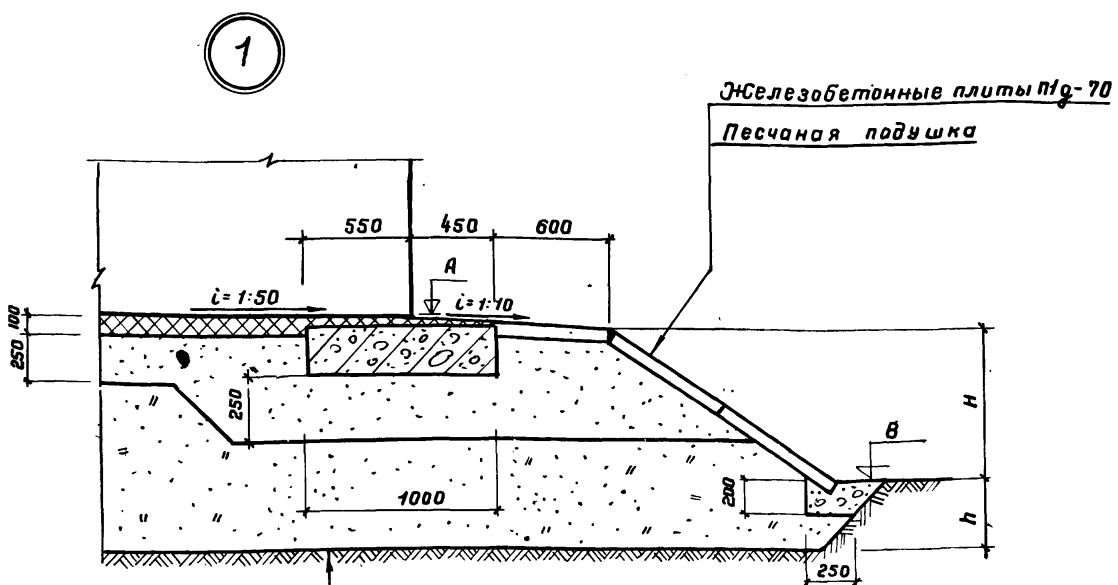 1
Железобетонные плиты П1д-70
Песчаная подушка
550 450 600
A
i=1:50 i=1:10
100
250
250
H
B
200
1000
h
250